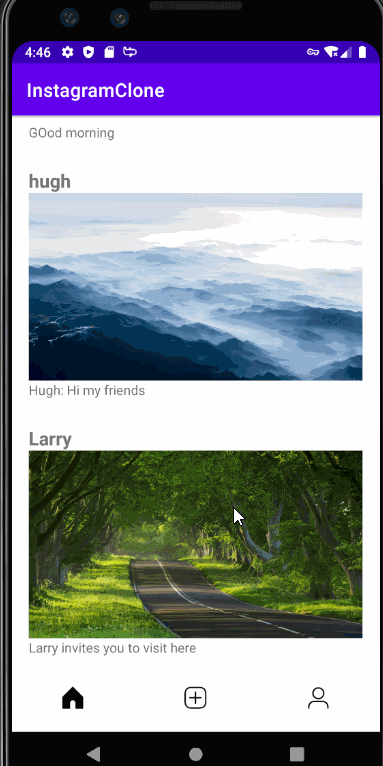 4:46
InstagramClone
GOod morning
hugh
Hugh: Hi my friends
Larry
Larry invites you to visit here